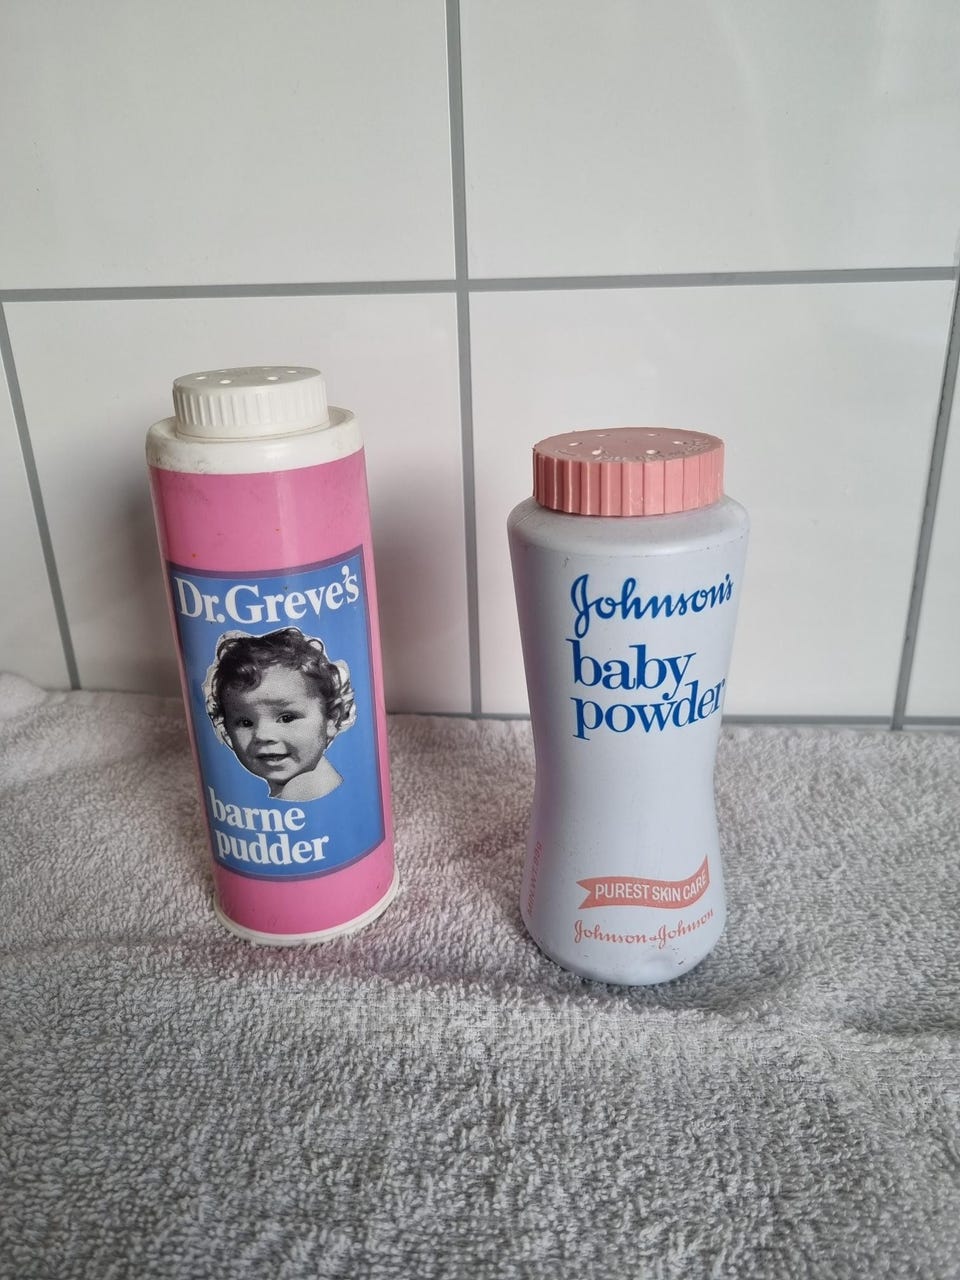 Dr.Greve's
barne
pudder
Johnson's
baby
powder
PUREST SKIN CARE
Johnson & Johnson